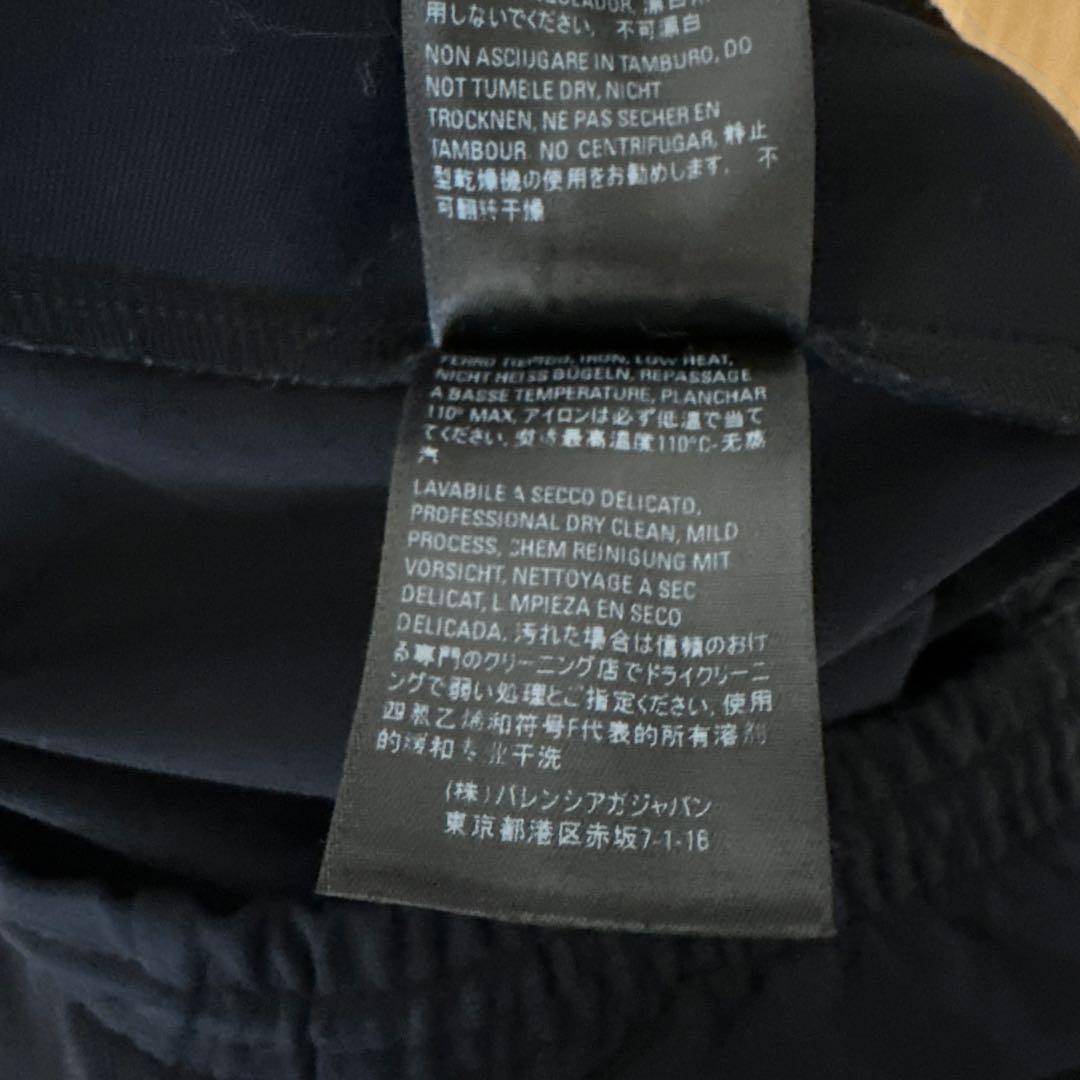 用しないでください, 不可漂白
NON ASCIUGARE IN TAMBURO, DO
NOT TUMBLE DRY, NICHT
TROCKNEN, NE PAS SECHER EN
TAMBOUR, NO CENTRIFUGAR, 静止
型乾燥機の使用をお勧めします. 不
可翻转干燥
FERRO TIEPIDO, IRON, LOW HEAT,
NICHT HEISS BÜGELN, REPASSAGE
A BASSE TEMPERATURE, PLANCHAR
110° MAX, アイロンは必ず低温で当て
てください, 最高温度110°C-无蒸
汽
LAVABILE A SECCO DELICATO,
PROFESSIONAL DRY CLEAN, MILD
PROCESS, CHEM REINIGUNG MIT
VORSICHT, NETTOYAGE A SEC
DELICAT, LIMPIEZA EN SECO
DELICADA, 汚れた場合は信頼のおけ
る専門のクリーニング店でドライクリーニ
ングで弱い処理とご指定ください, 使用
四氯乙烯和符号F代表的所有溶剂
的缓和专业干洗
(株)バレンシアガジャパン
東京都港区赤坂7-1-16